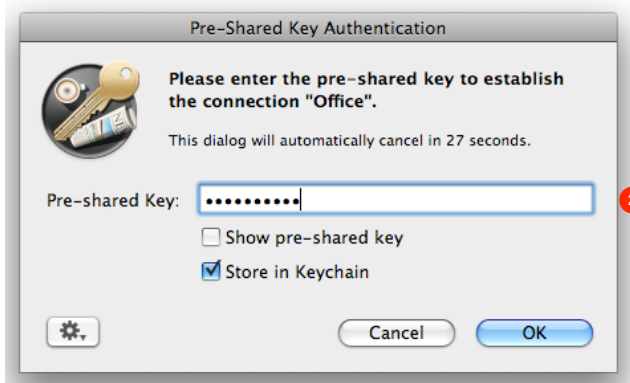 Pre-Shared Key Authentication
Please enter the pre-shared key to establish
the connection "Office".
This dialog will automatically cancel in 27 seconds.
Pre-shared Key: ••••••••••
Show pre-shared key
Store in Keychain
Cancel OK